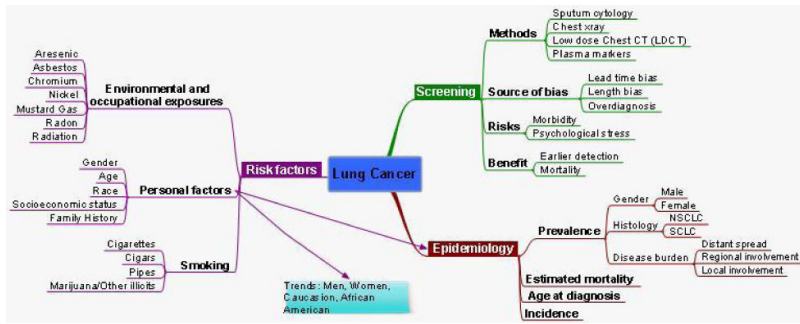 Lung Cancer
Risk factors
Environmental and
occupational exposures
Aresenic
Asbestos
Chromium
Nickel
Mustard Gas
Radon
Radiation
Personal factors
Gender
Age
Race
Socioeconomic status
Family History
Smoking
Cigarettes
Cigars
Pipes
Marijuana/Other illicits
Trends: Men, Women,
Caucasion, African
American
Screening
Methods
Sputum cytology
Chest xray
Low dose Chest CT (LDCT)
Plasma markers
Source of bias
Lead time bias
Length bias
Overdiagnosis
Risks
Morbidity
Psychological stress
Benefit
Earlier detection
Mortality
Epidemiology
Prevalence
Gender
Male
Female
Histology
NSCLC
SCLC
Disease burden
Distant spread
Regional involvement
Local involvement
Estimated mortality
Age at diagnosis
Incidence